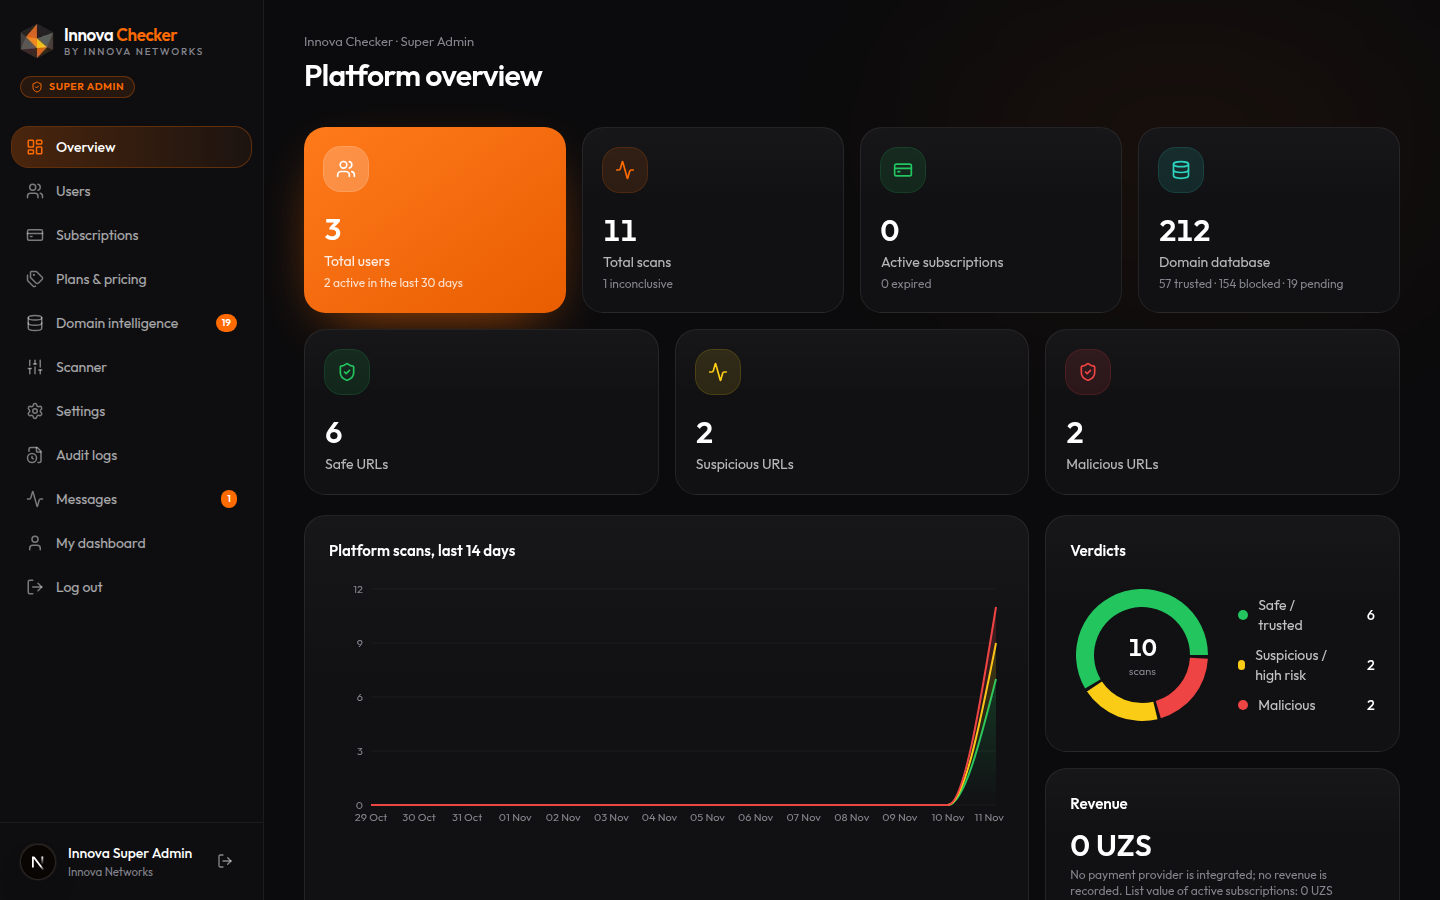 Innova Checker
BY INNOVA NETWORKS
SUPER ADMIN
Overview
Users
Subscriptions
Plans & pricing
Domain intelligence 19
Scanner
Settings
Audit logs
Messages 1
My dashboard
Log out
N
Innova Super Admin
Innova Networks
Innova Checker · Super Admin
Platform overview
3
Total users
2 active in the last 30 days
11
Total scans
1 inconclusive
0
Active subscriptions
0 expired
212
Domain database
57 trusted · 154 blocked · 19 pending
6
Safe URLs
2
Suspicious URLs
2
Malicious URLs
Platform scans, last 14 days
12
9
6
3
0
29 Oct 30 Oct 31 Oct 01 Nov 02 Nov 03 Nov 04 Nov 05 Nov 06 Nov 07 Nov 08 Nov 09 Nov 10 Nov 11 Nov
Verdicts
10
scans
Safe /
trusted 6
Suspicious /
high risk 2
Malicious 2
Revenue
0 UZS
No payment provider is integrated; no revenue is
recorded. List value of active subscriptions: 0 UZS